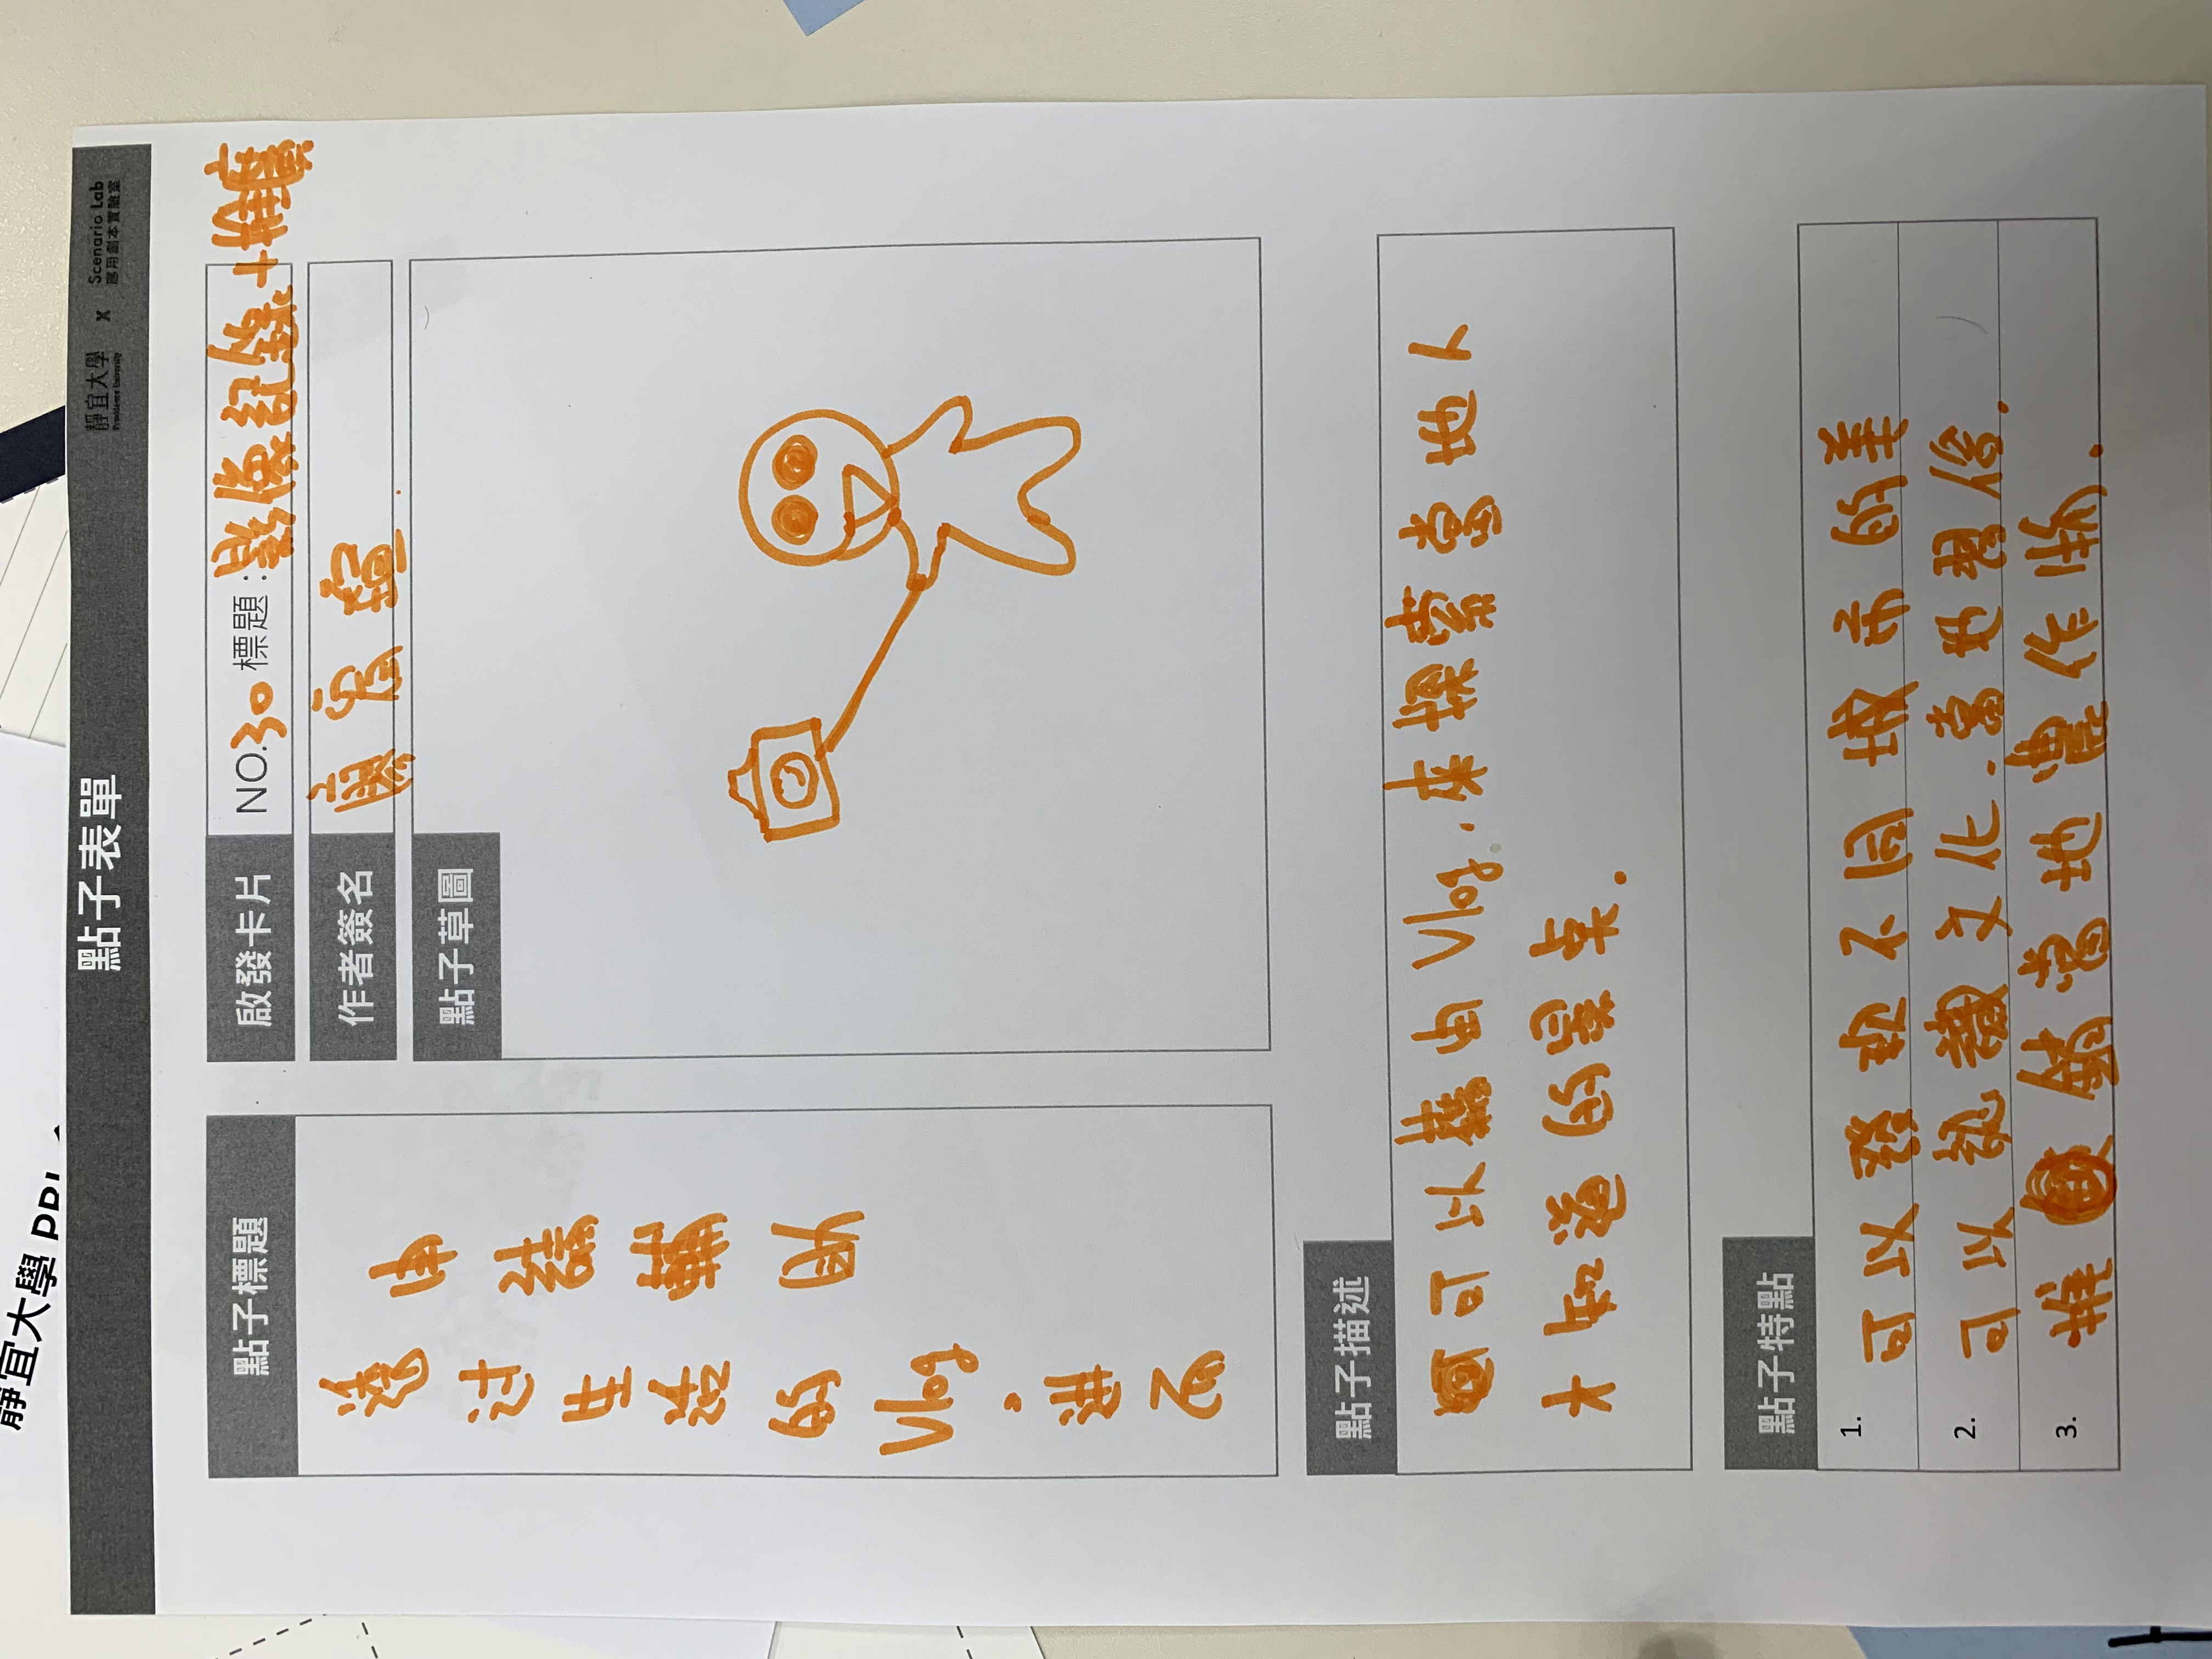 靜宜大學 PBL
點子表單
靜宜大學
Providence University
x
Scenario Lab
應用劇本實驗室
點子標題
透过生活的Vlog,进而
申請補助
啟發卡片
NO.30 標題:影像記錄+推廣
作者簽名
廖宥瑄
點子草圖
點子描述
可以藉由Vlog,來探索當地人
才知道的景点.
點子特點
1. 可以發現不同城市的美
2. 可以認識文化,當地習俗.
3. 推銷當地農作物.